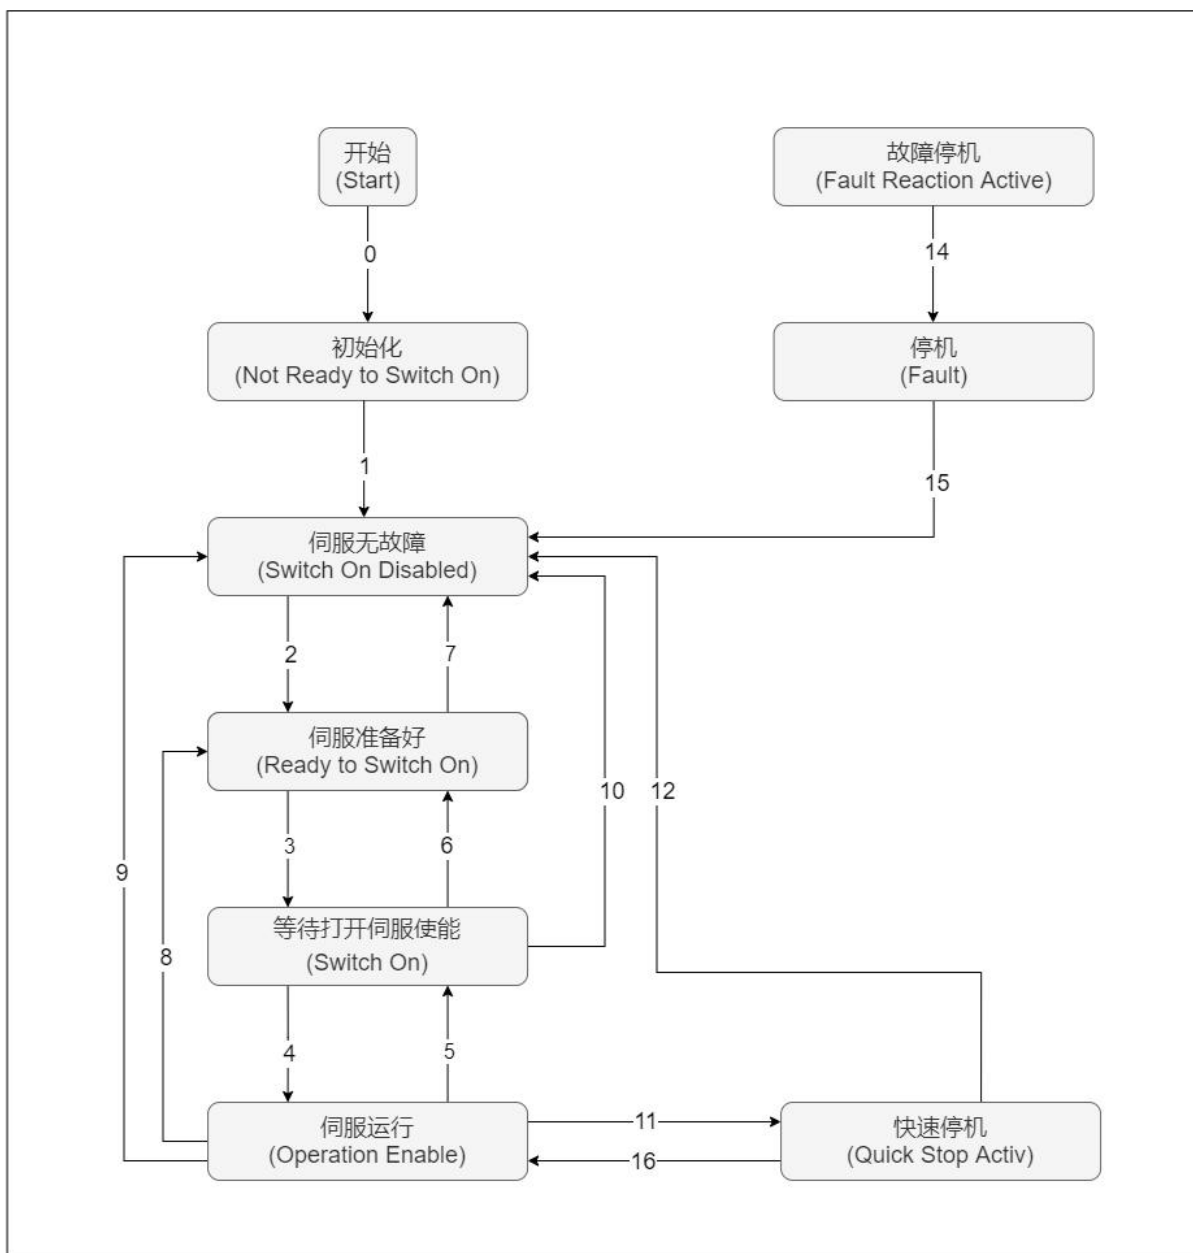 开始
(Start)
故障停机
(Fault Reaction Active)
0
14
初始化
(Not Ready to Switch On)
停机
(Fault)
1
15
伺服无故障
(Switch On Disabled)
2
7
伺服准备好
(Ready to Switch On)
10
12
3
6
9
等待打开伺服使能
(Switch On)
8
4
5
伺服运行
(Operation Enable)
11
16
快速停机
(Quick Stop Activ)